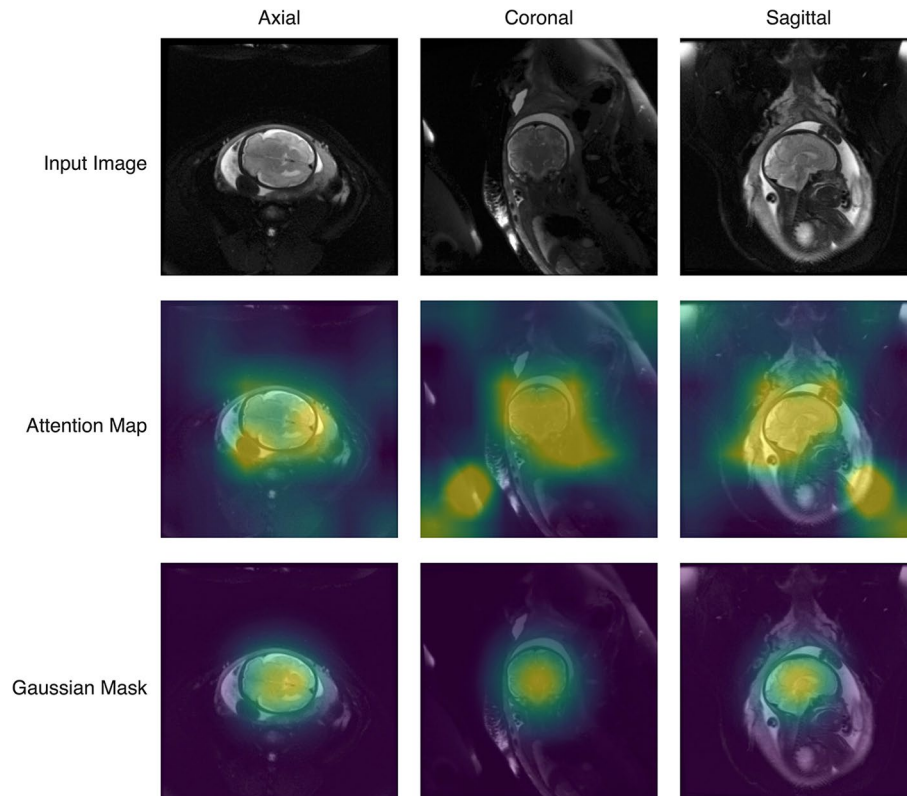 Axial
Coronal
Sagittal
Input Image
Attention Map
Gaussian Mask